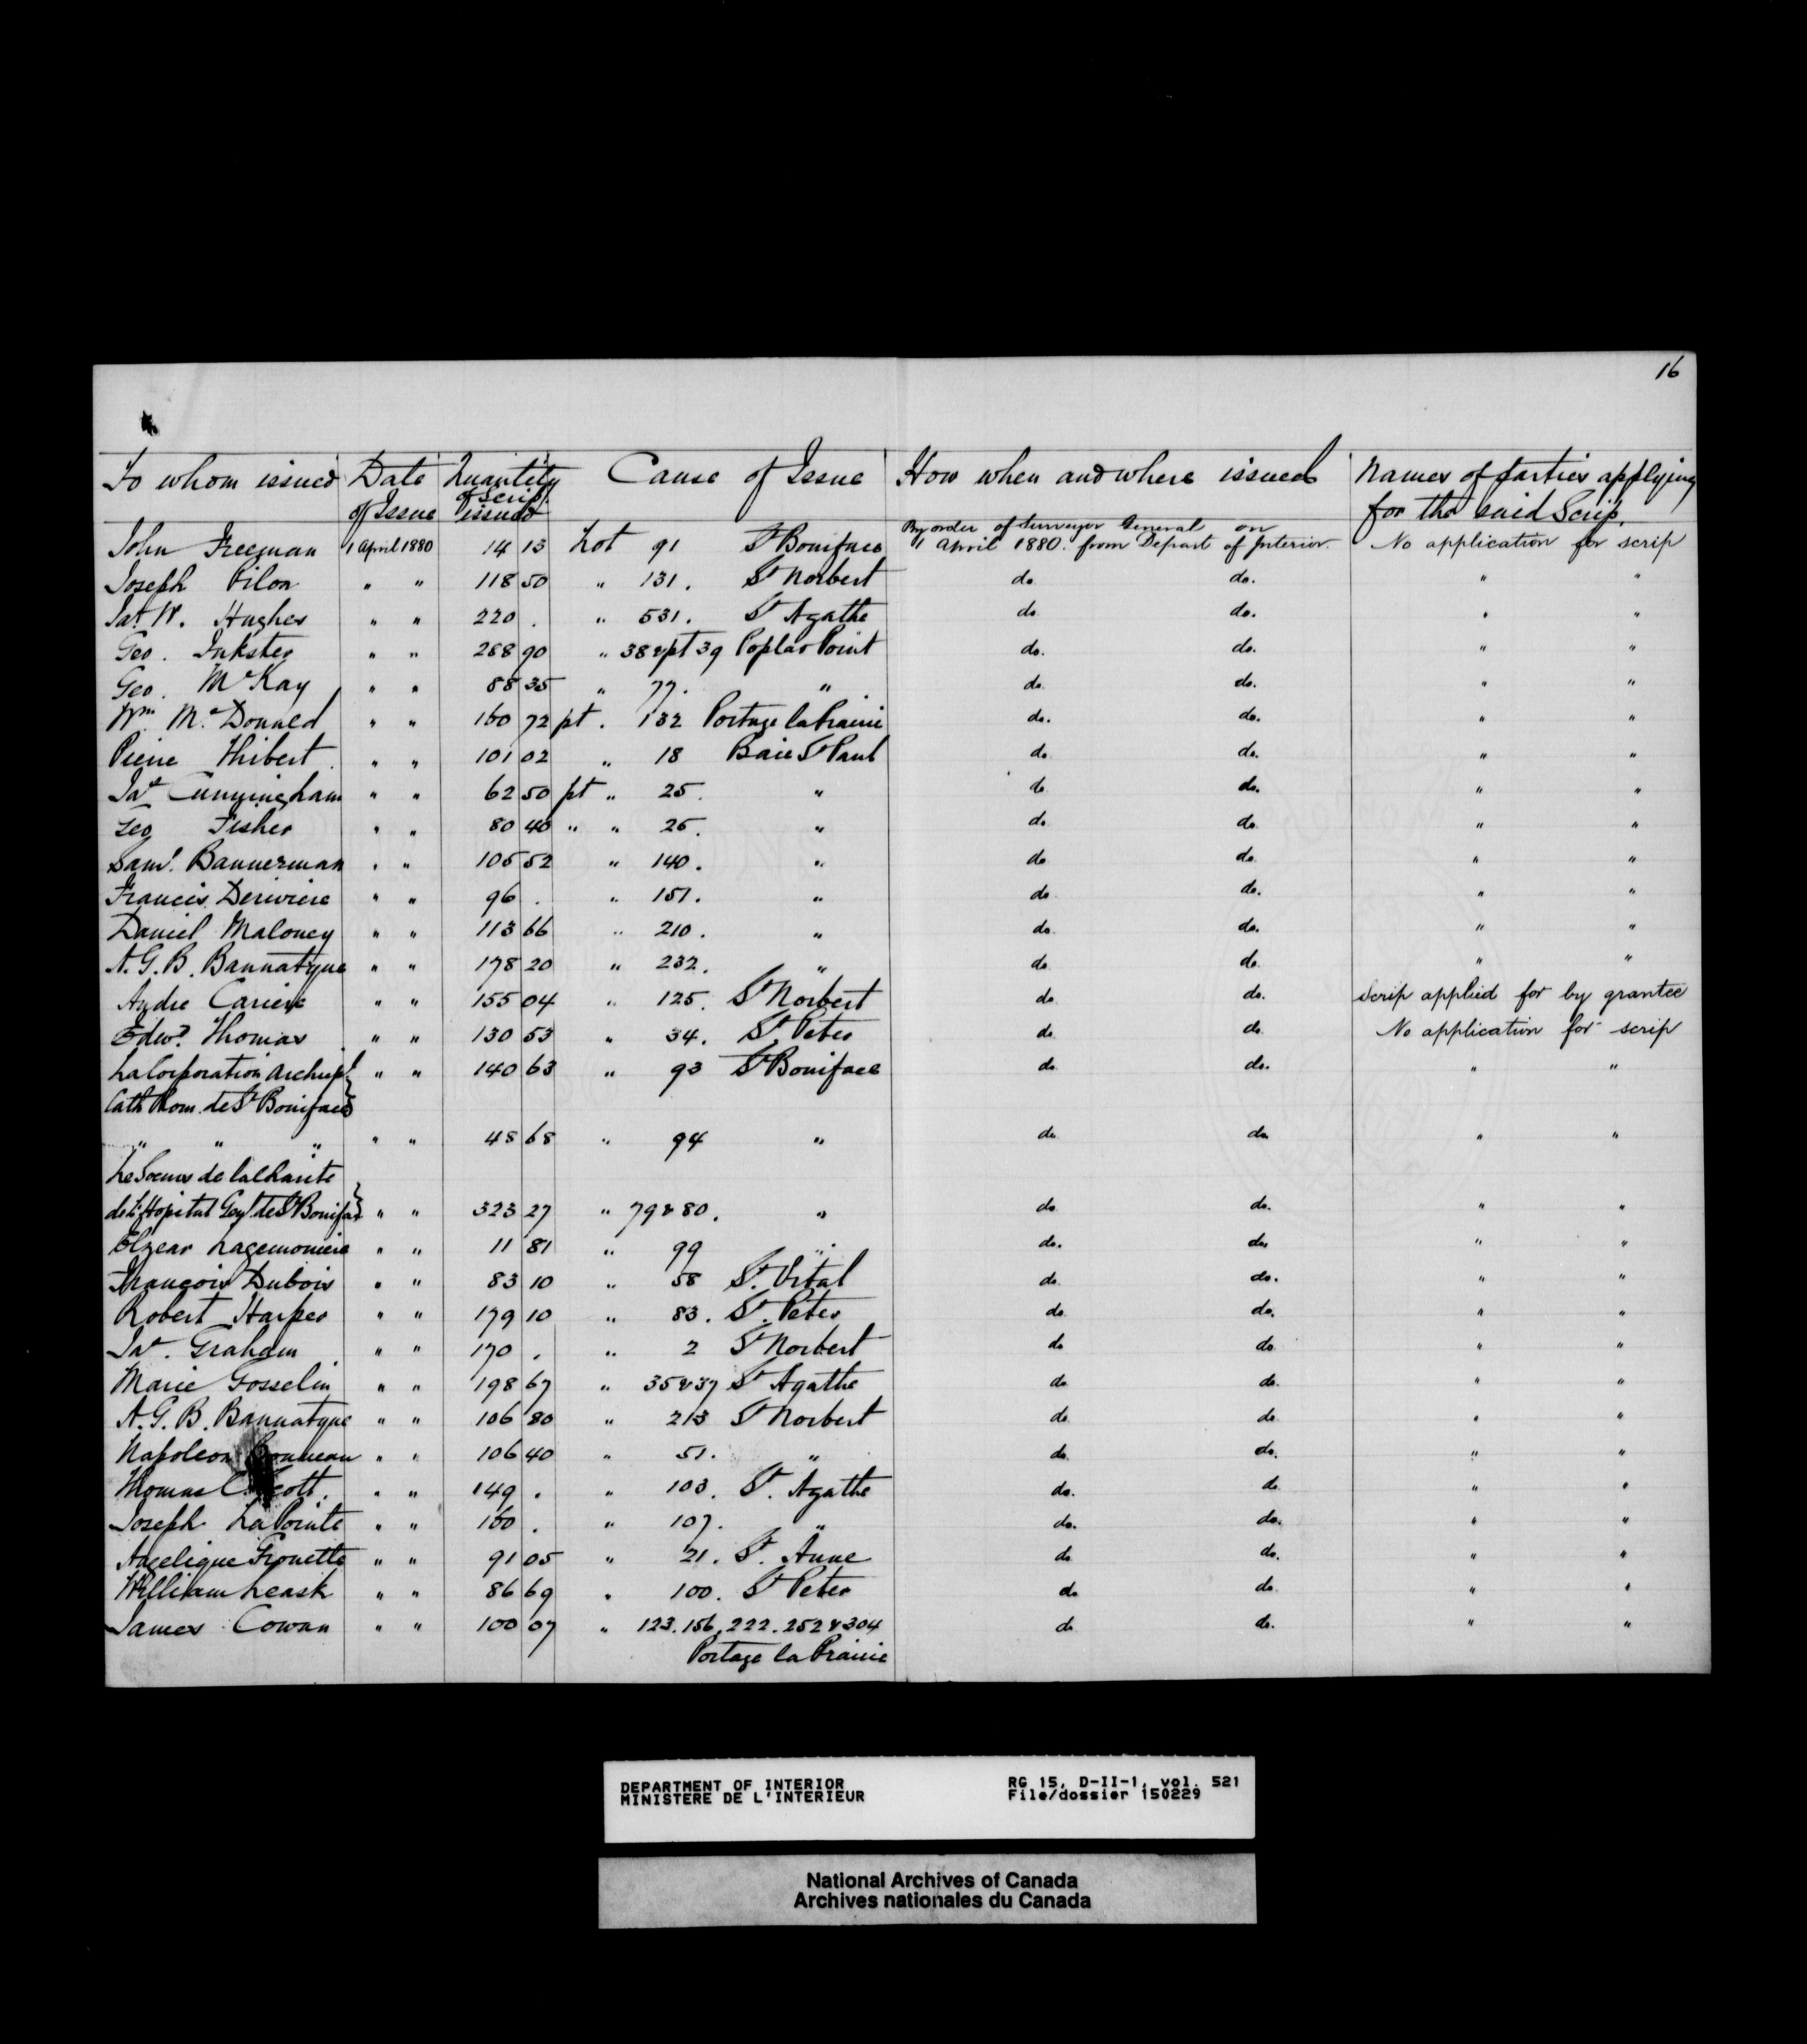 16
To whom issued Date of Issue Quantity of Scrip issued Cause of Issue How when and where issued Names of parties applying for the said Scrip.
John Freeman 1 April 1880 14 13 Lot 91 St Boniface By order of Surveyor General on 1 April 1880. from Depart of Interior. No application for scrip
Joseph Pilon " " 118 50 " 131. St Norbert do do. " "
Jas. W. Hughes " " 220 . " 531. St Agathe do do. " "
Geo. Inkster " " 288 90 " 38 & pt 39 Poplar Point do. do. " "
Geo. McKay " " 88 35 " 77. " do. do. " "
Wm. McDonald " " 160 72 pt. 132 Portage la Prairie do. do. " "
Pierre Thibert. " " 101 02 " 18 Baie St Paul do. do. " "
Jas Cunningham " " 62 50 pt " 25. " do do. " "
Geo Fisher " " 80 40 " " 26. " do. do. " "
Saml. Bannerman " " 105 52 " 140. " do do. " "
Francis Deriviere " " 96 . " 151. " do do. " "
Daniel Maloney " " 113 66 " 210. " do. do. " "
A. G. B. Bannatyne " " 178 20 " 232. " do do. " "
Andre Cariere " " 155 04 " 125. St Norbert do. do. Scrip applied for by grantee
Edwd. Thomas " " 130 53 " 34. St. Peter do do. No application for scrip
La Corporation Archiepl } " " 140 63 " 93 St Boniface do. do. " "
Cath Rom. de St Boniface }
" " " " " 48 68 " 94 " do do. " "
Le Soeurs de la Charite
de l'Hopital Genl. de St Boniface } " " 323 27 " 79 & 80. " do do. " "
Elzear Lagemoniere " " 11 81 " 99 " do. do. " "
François Dubois " " 83 10 " 58 St. Vital do. do. " "
Robert Harper " " 179 10 " 83. St. Peter do. do. " "
Jas. Graham " " 170 . " 2 St Norbert do do " "
Marie Gosselin " " 198 67 " 35 & 37 St Agathe do. do. " "
A. G. B. Bannatyne " " 106 80 " 213 St Norbert do. do " "
Napoleon Bonneau " " 106 40 " 51. " do. do. " "
Thomas C. Scott. " " 149 . " 103. St. Agathe do. do " "
Joseph LaPointe " " 160 . " 107. " do. do. " "
Angelique Frouette " " 91 05 " 21. St. Anne do do. " "
William Leask " " 86 69 " 100. St Peter do do " "
James Cowan " " 100 07 " 123. 156. 222. 252 & 304 do do. " "
Portage la Prairie
DEPARTMENT OF INTERIOR RG 15, D-II-1, vol. 521
MINISTERE DE L'INTERIEUR File/dossier 150229
National Archives of Canada
Archives nationales du Canada